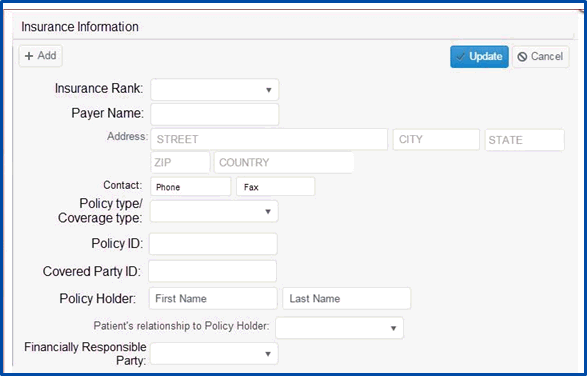 Insurance Information
+ Add Update Cancel
Insurance Rank:
Payer Name:
Address: STREET CITY STATE
ZIP COUNTRY
Contact: Phone Fax
Policy type/
Coverage type:
Policy ID:
Covered Party ID:
Policy Holder: First Name Last Name
Patient's relationship to Policy Holder:
Financially Responsible
Party: